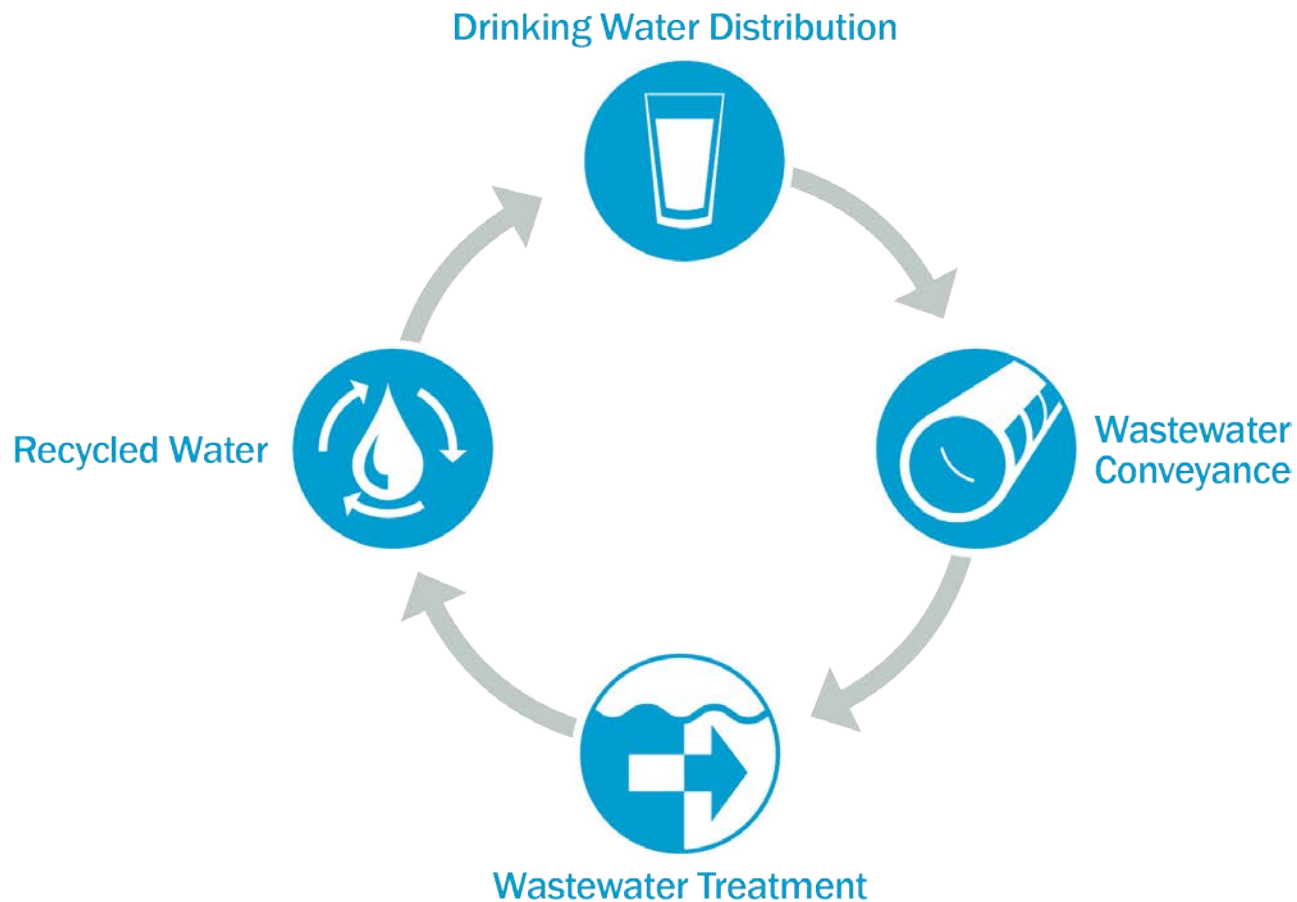 Drinking Water Distribution
Recycled Water
Wastewater
Conveyance
Wastewater Treatment